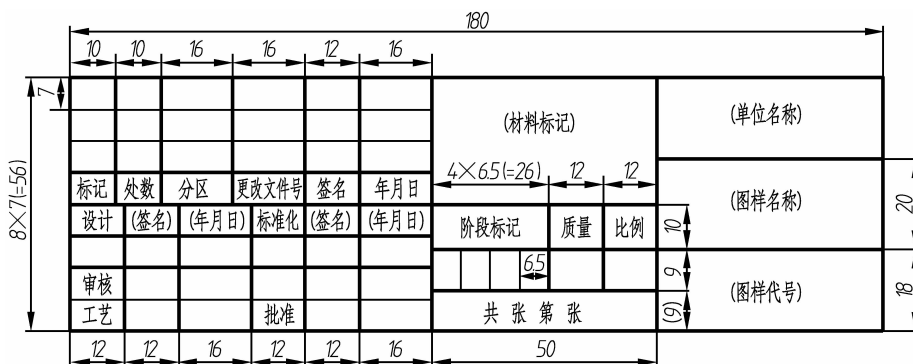 180
10 10 16 16 12 16
7
8×7(=56)
(材料标记)
(单位名称)
4×6.5(=26) 12 12
标记 处数 分区 更改文件号 签名 年月日
(图样名称)
20
设计 (签名) (年月日) 标准化 (签名) (年月日)
阶段标记 质量 比例
10
6.5
9
审核
(图样代号)
18
工艺 批准
共 张 第 张
(9)
12 12 16 12 12 16 50